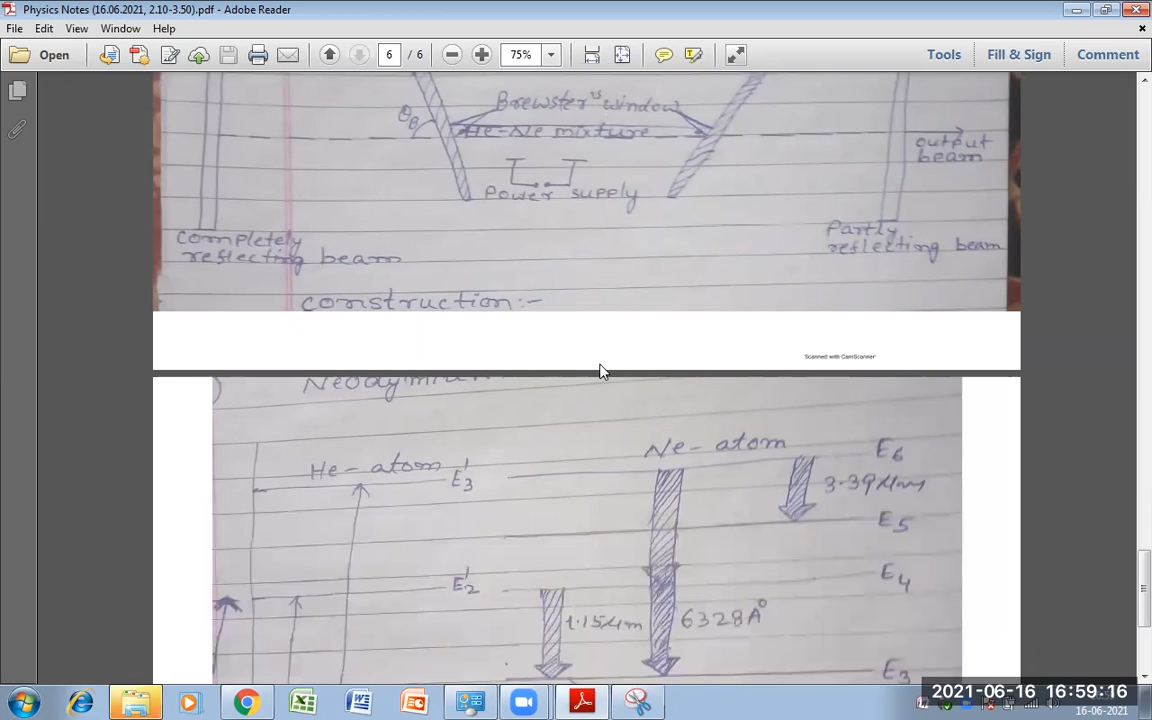 Physics Notes (16.06.2021, 2.10-3.50).pdf - Adobe Reader
File Edit View Window Help
Open 6 / 6 75% Tools Fill & Sign Comment
Brewster's window
θB
He-Ne mixture
output
beam
Power supply
completely
reflecting beam
Partly
reflecting beam
construction:-
Scanned with CamScanner
He-atom E3'
Ne-atom E6
3.39μm
E5
E2'
E4
1.15μm
6328A°
E3
2021-06-16 16:59:16
16-06-2021